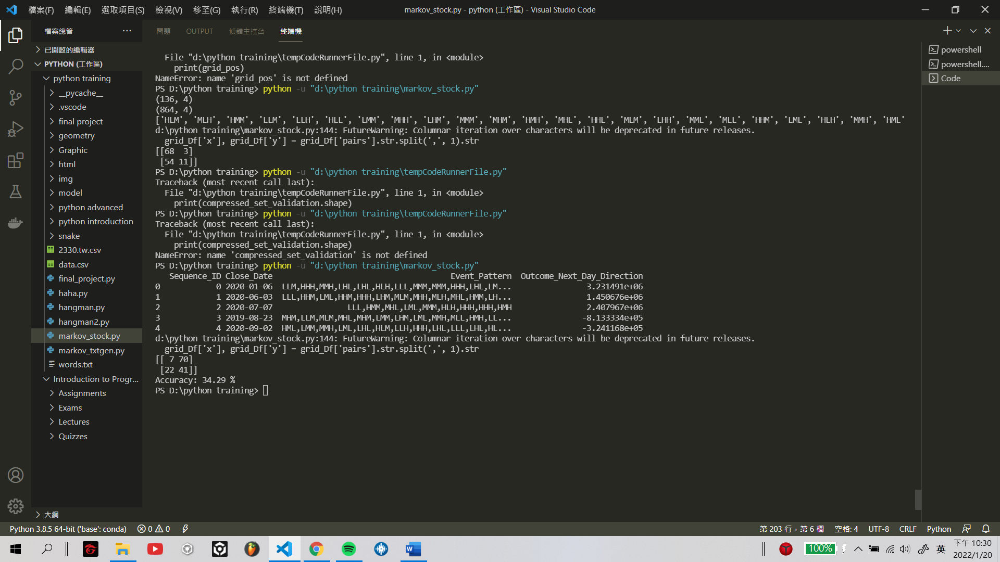 檔案(F) 編輯(E) 選取項目(S) 檢視(V) 移至(G) 執行(R) 終端機(T) 說明(H)
markov_stock.py - python (工作區) - Visual Studio Code
檔案總管 ...
已開啟的編輯器
PYTHON (工作區)
python training
__pycache__
.vscode
final project
geometry
Graphic
html
img
model
python advanced
python introduction
snake
2330.tw.csv
data.csv
final_project.py
haha.py
hangman.py
hangman2.py
markov_stock.py
markov_txtgen.py
words.txt
Introduction to Progr...
Assignments
Exams
Lectures
Quizzes
大綱
問題 OUTPUT 偵錯主控台 終端機
File "d:\python training\tempCodeRunnerFile.py", line 1, in <module>
print(grid_pos)
NameError: name 'grid_pos' is not defined
PS D:\python training> python -u "d:\python training\markov_stock.py"
(136, 4)
(864, 4)
['HLM', 'MLH', 'HMM', 'LLM', 'LLH', 'HLL', 'LMM', 'MHH', 'LHM', 'MMM', 'MHM', 'HMH', 'MHL', 'HHL', 'MLM', 'LHH', 'MML', 'MLL', 'HHM', 'LML', 'HLH', 'MMH', 'HML'
d:\python training\markov_stock.py:144: FutureWarning: Columnar iteration over characters will be deprecated in future releases.
grid_Df['x'], grid_Df['y'] = grid_Df['pairs'].str.split(',', 1).str
[[68  3]
[54 11]]
PS D:\python training> python -u "d:\python training\tempCodeRunnerFile.py"
Traceback (most recent call last):
File "d:\python training\tempCodeRunnerFile.py", line 1, in <module>
print(compressed_set_validation.shape)
PS D:\python training> python -u "d:\python training\tempCodeRunnerFile.py"
Traceback (most recent call last):
File "d:\python training\tempCodeRunnerFile.py", line 1, in <module>
print(compressed_set_validation.shape)
NameError: name 'compressed_set_validation' is not defined
PS D:\python training> python -u "d:\python training\markov_stock.py"
Sequence_ID Close_Date Event_Pattern Outcome_Next_Day_Direction
0 0 2020-01-06 LLM,HHH,MMH,LHL,LHL,HLH,LLL,MMM,MMM,HHH,LHL,LM... 3.231491e+06
1 1 2020-06-03 LLL,HHM,LML,HHM,HHH,LHM,MLM,MHH,MLH,MHL,HMM,LH... 1.450676e+06
2 2 2020-07-07 LLL,HMM,MHL,LML,MMM,HLH,HHH,HHH,HMH 2.407967e+06
3 3 2019-08-23 MHM,LLM,MLM,MHL,MHM,LMM,LHM,LML,MMH,MLL,HMH,LL... -8.133334e+05
4 4 2020-09-02 HML,LMM,MMH,LML,LHL,HLM,LLH,HHH,LHL,LLL,LHL,HL... -3.241168e+05
d:\python training\markov_stock.py:144: FutureWarning: Columnar iteration over characters will be deprecated in future releases.
grid_Df['x'], grid_Df['y'] = grid_Df['pairs'].str.split(',', 1).str
[[ 7 70]
[22 41]]
Accuracy: 34.29 %
PS D:\python training>
powershell
powershell....
Code
Python 3.8.5 64-bit ('base': conda) 0 0
第 203 行，第 6 欄 空格: 4 UTF-8 CRLF Python
100% 英 下午 10:30
2022/1/20